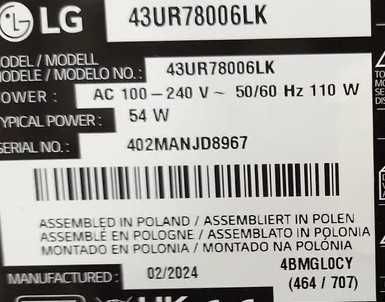 LG 43UR78006LK
MODEL / MODELL
MODELE / MODELO NO. : 43UR78006LK
POWER : AC 100 – 240 V ~ 50/60 Hz 110 W
TYPICAL POWER : 54 W
SERIAL NO. : 402MANJD8967
ASSEMBLED IN POLAND / ASSEMBLIERT IN POLEN
ASSEMBLÉ EN POLOGNE / ASSEMBLATO IN POLONIA
MONTADO EN POLONIA / MONTADO NA POLÓNIA
MANUFACTURED : 02/2024 4BMGL0CY
(464 / 707)